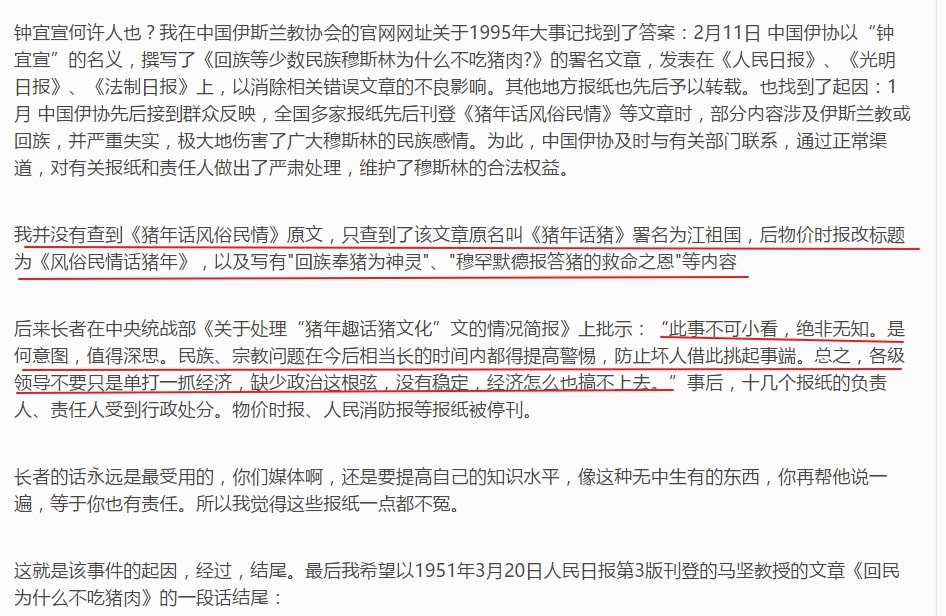 钟宜宣何许人也？我在中国伊斯兰教协会的官网网址关于1995年大事记找到了答案：2月11日 中国伊协以“钟
宜宣”的名义，撰写了《回族等少数民族穆斯林为什么不吃猪肉?》的署名文章，发表在《人民日报》、《光明
日报》、《法制日报》上，以消除相关错误文章的不良影响。其他地方报纸也先后予以转载。也找到了起因：1
月 中国伊协先后接到群众反映，全国多家报纸先后刊登《猪年话风俗民情》等文章时，部分内容涉及伊斯兰教或
回族，并严重失实，极大地伤害了广大穆斯林的民族感情。为此，中国伊协及时与有关部门联系，通过正常渠
道，对有关报纸和责任人做出了严肃处理，维护了穆斯林的合法权益。
我并没有查到《猪年话风俗民情》原文，只查到了该文章原名叫《猪年话猪》署名为江祖国，后物价时报改标题
为《风俗民情话猪年》，以及写有"回族奉猪为神灵"、"穆罕默德报答猪的救命之恩"等内容
后来长者在中央统战部《关于处理“猪年趣话猪文化”文的情况简报》上批示：“此事不可小看，绝非无知。是
何意图，值得深思。民族、宗教问题在今后相当长的时间内都得提高警惕，防止坏人借此挑起事端。总之，各级
领导不要只是单打一抓经济，缺少政治这根弦，没有稳定，经济怎么也搞不上去。”事后，十几个报纸的负责
人、责任人受到行政处分。物价时报、人民消防报等报纸被停刊。
长者的话永远是最受用的，你们媒体啊，还是要提高自己的知识水平，像这种无中生有的东西，你再帮他说一
遍，等于你也有责任。所以我觉得这些报纸一点都不冤。
这就是该事件的起因，经过，结尾。最后我希望以1951年3月20日人民日报第3版刊登的马坚教授的文章《回民
为什么不吃猪肉》的一段话结尾：